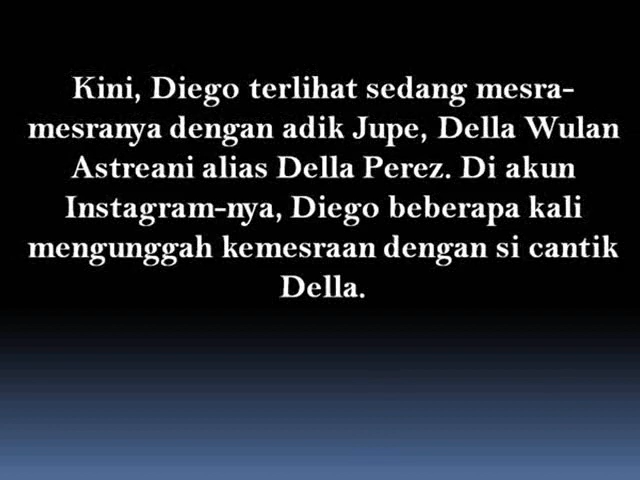 Kini, Diego terlihat sedang mesra-
mesranya dengan adik Jupe, Della Wulan
Astreani alias Della Perez. Di akun
Instagram-nya, Diego beberapa kali
mengunggah kemesraan dengan si cantik
Della.